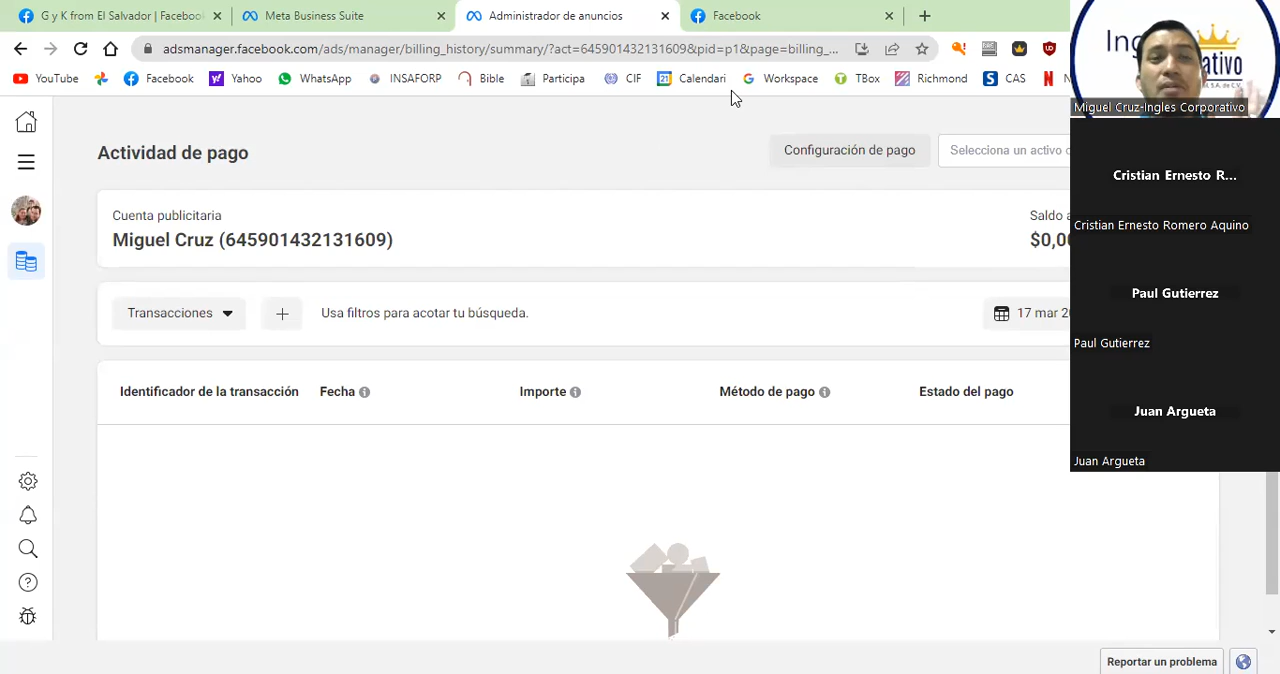 G y K from El Salvador | Facebook
Meta Business Suite
Administrador de anuncios
Facebook
adsmanager.facebook.com/ads/manager/billing_history/summary/?act=645901432131609&pid=p1&page=billing_...
YouTube
Facebook
Yahoo
WhatsApp
INSAFORP
Bible
Participa
CIF
Calendari
Workspace
TBox
Richmond
CAS
Miguel Cruz-Ingles Corporativo
Cristian Ernesto R...
Cristian Ernesto Romero Aquino
Paul Gutierrez
Paul Gutierrez
Juan Argueta
Juan Argueta
Actividad de pago
Configuración de pago
Selecciona un activo
Cuenta publicitaria
Miguel Cruz (645901432131609)
Saldo
$0,0
Transacciones
Usa filtros para acotar tu búsqueda.
17 mar
Identificador de la transacción
Fecha
Importe
Método de pago
Estado del pago
Reportar un problema